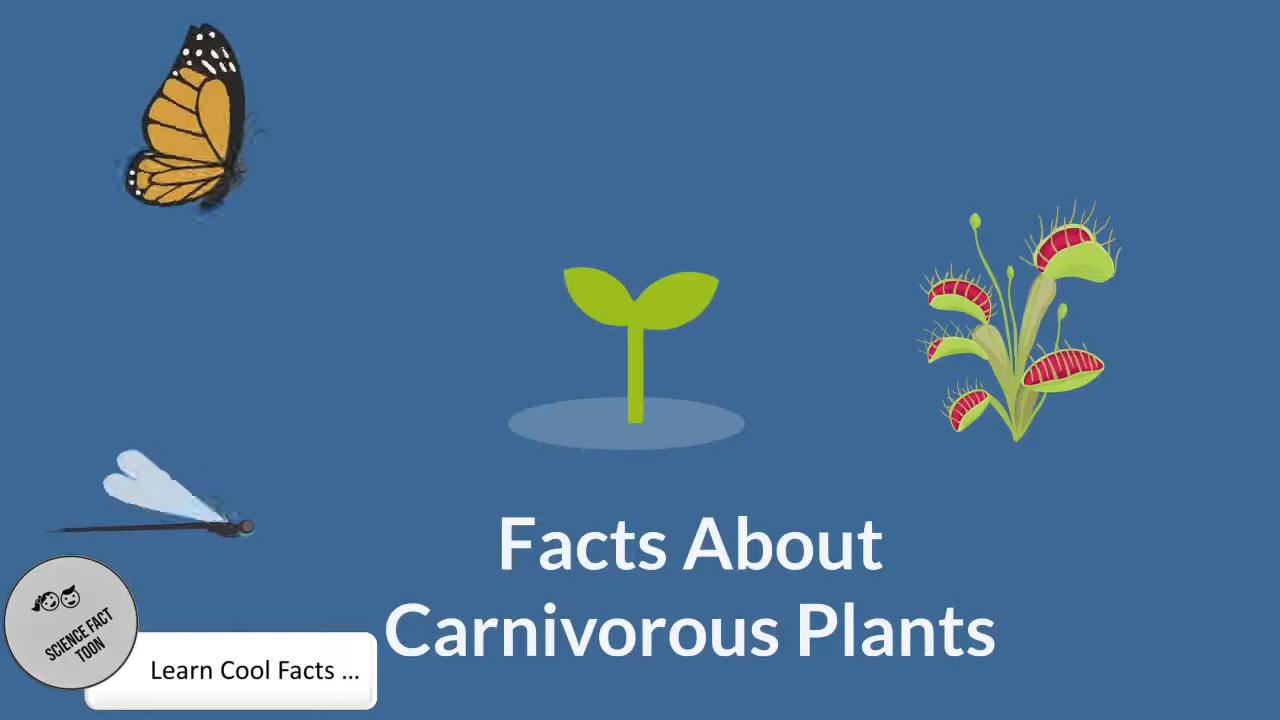 Facts About
Carnivorous Plants
SCIENCE FACT
TOON
Learn Cool Facts ...